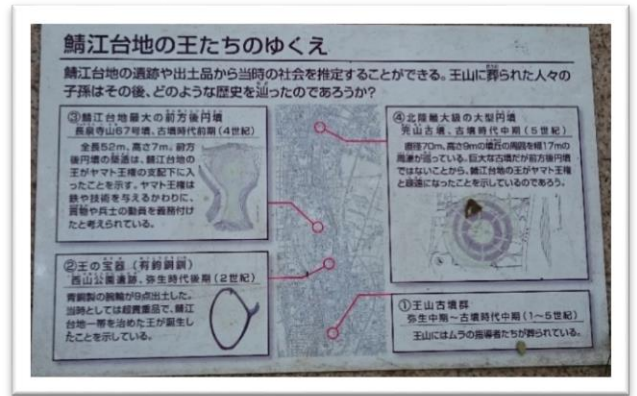 鯖江台地の王たちのゆくえ
鯖江台地の遺跡や出土品から当時の社会を推定することができる。王山に葬られた人々の
子孫はその後、どのような歴史を辿ったのであろうか?
③鯖江台地最大の前方後円墳
長泉寺山67号墳、古墳時代前期(4世紀)
全長52m、高さ7m。前方
後円墳の築造は、鯖江台地の
王がヤマト王権の支配下に入っ
たことを示す。ヤマト王権は
鉄や技術を与えるかわりに、
貢物や兵士の動員を義務付け
たと考えられている。
②王の宝器(有鈎銅釧)
西山公園遺跡、弥生時代後期(2世紀)
青銅製の腕輪が9点出土した。
当時としては超貴重品で、鯖江
台地一帯を治めた王が誕生し
たことを示している。
④北陸最大級の大型円墳
兜山古墳、古墳時代中期(5世紀)
直径70m、高さ9mの墳丘の周囲を幅17mの
周濠が巡っている。巨大な古墳だが前方後円墳
ではないことから、鯖江台地の王がヤマト王権
と疎遠になったことを示しているのであろう。
①王山古墳群
弥生中期~古墳時代中期(1~5世紀)
王山にはムラの指導者たちが葬られている。